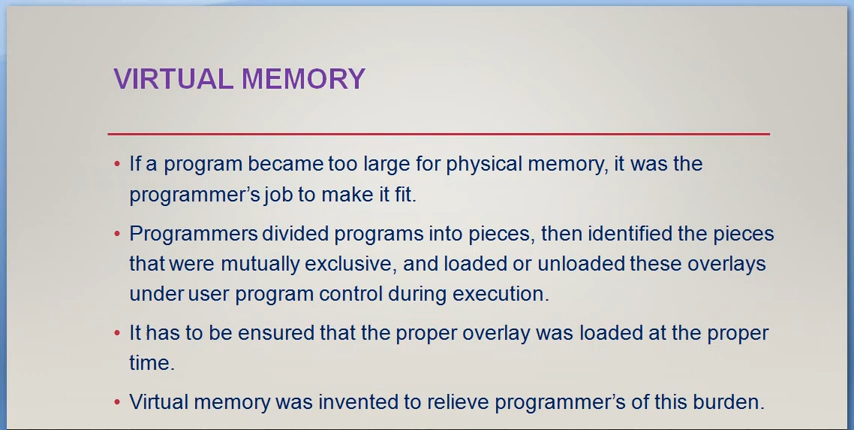 VIRTUAL MEMORY
• If a program became too large for physical memory, it was the
programmer’s job to make it fit.
• Programmers divided programs into pieces, then identified the pieces
that were mutually exclusive, and loaded or unloaded these overlays
under user program control during execution.
• It has to be ensured that the proper overlay was loaded at the proper
time.
• Virtual memory was invented to relieve programmer’s of this burden.